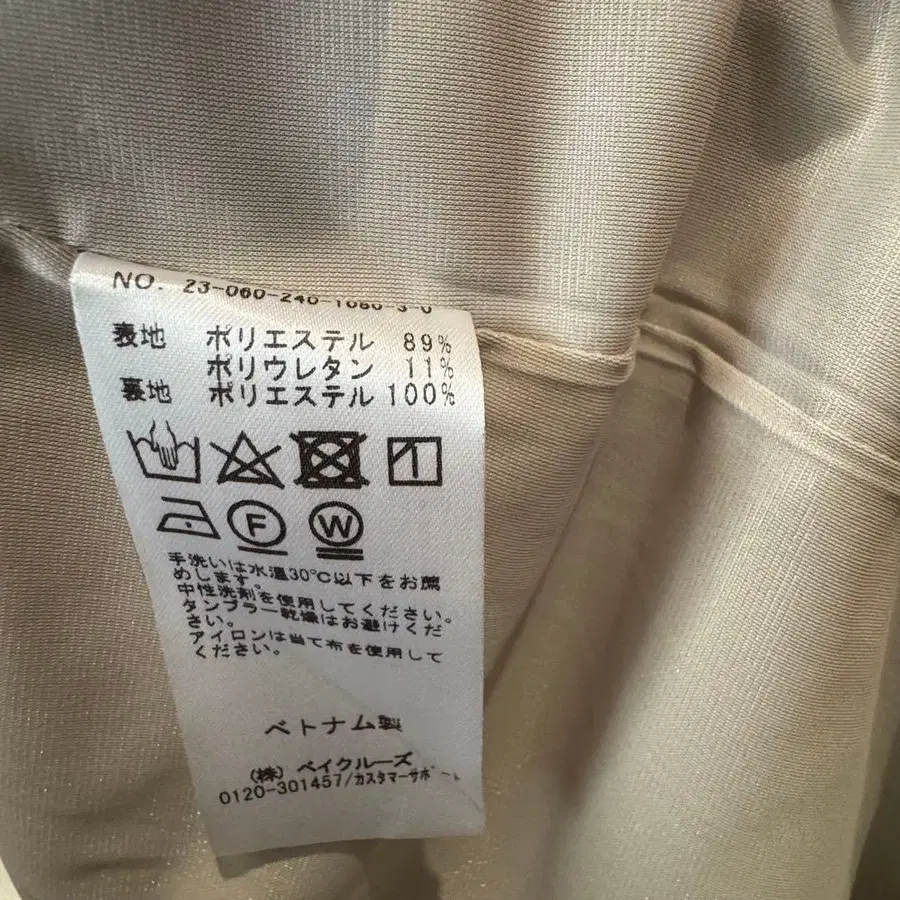 NO. 23-060-240-1080-3-0
表地 ポリエステル 89%
ポリウレタン 11%
裏地 ポリエステル 100%
F W
手洗いは水温30℃以下をお薦
めします。
中性洗剤を使用してください。
タンブラー乾燥はお避けくだ
さい。
アイロンは当て布を使用して
ください。
ベトナム製
(株) ベイクルーズ
0120-301457/カスタマーサポート